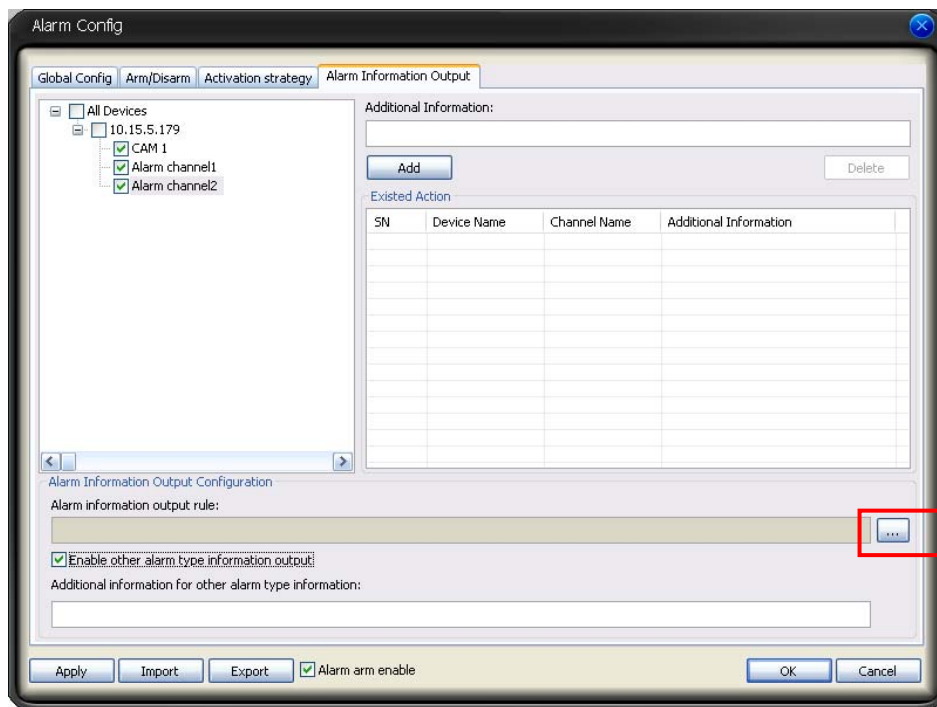 Alarm Config
Global Config Arm/Disarm Activation strategy Alarm Information Output
All Devices
10.15.5.179
CAM 1
Alarm channel1
Alarm channel2
Additional Information:
Add Delete
Existed Action
SN Device Name Channel Name Additional Information
Alarm Information Output Configuration
Alarm information output rule:
...
Enable other alarm type information output
Additional information for other alarm type information:
Apply Import Export Alarm arm enable OK Cancel